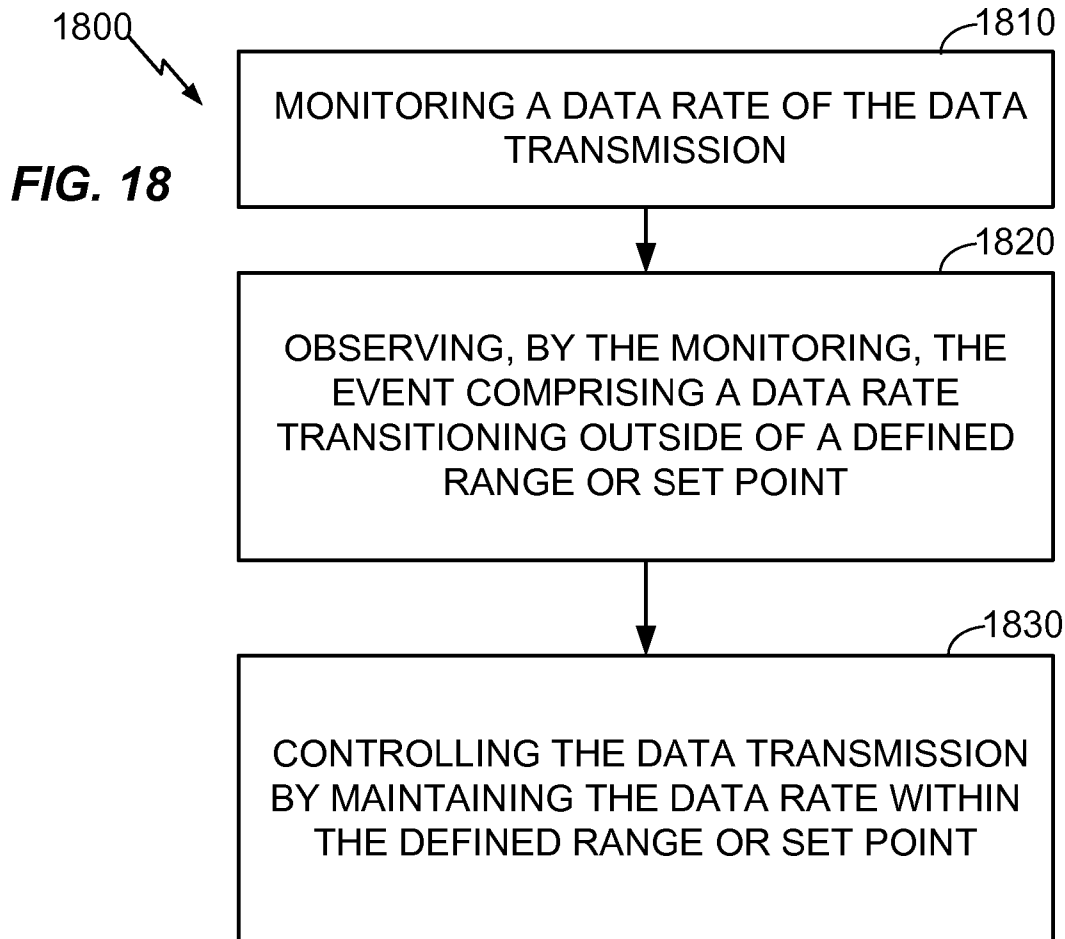 1800
1810
MONITORING A DATA RATE OF THE DATA
TRANSMISSION
FIG. 18
1820
OBSERVING, BY THE MONITORING, THE
EVENT COMPRISING A DATA RATE
TRANSITIONING OUTSIDE OF A DEFINED
RANGE OR SET POINT
1830
CONTROLLING THE DATA TRANSMISSION
BY MAINTAINING THE DATA RATE WITHIN
THE DEFINED RANGE OR SET POINT